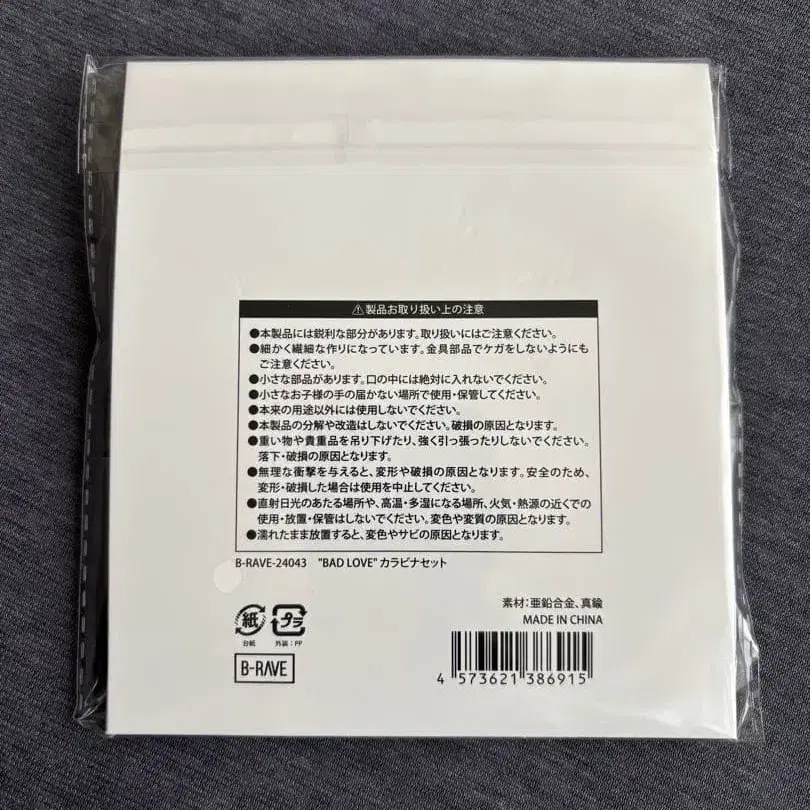 ⚠製品お取り扱い上の注意
●本製品には鋭利な部分があります。取り扱いにはご注意ください。
●細かく繊細な作りになっています。金具部品でケガをしないようにも
ご注意ください。
●小さな部品があります。口の中には絶対に入れないでください。
●小さなお子様の手の届かない場所で使用・保管してください。
●本来の用途以外には使用しないでください。
●本製品の分解や改造はしないでください。破損の原因となります。
●重い物や貴重品を吊り下げたり、強く引っ張ったりしないでください。
落下・破損の原因となります。
●無理な衝撃を与えると、変形や破損の原因となります。安全のため、
変形・破損した場合は使用を中止してください。
●直射日光のあたる場所や、高温・多湿になる場所、火気・熱源の近くでの
使用・放置・保管はしないでください。変色や変質の原因となります。
●濡れたまま放置すると、変色やサビの原因となります。
B-RAVE-24043 "BAD LOVE" カラビナセット
素材：亜鉛合金、真鍮
MADE IN CHINA
紙
台紙
プラ
外装：PP
B-RAVE
4 573621 386915